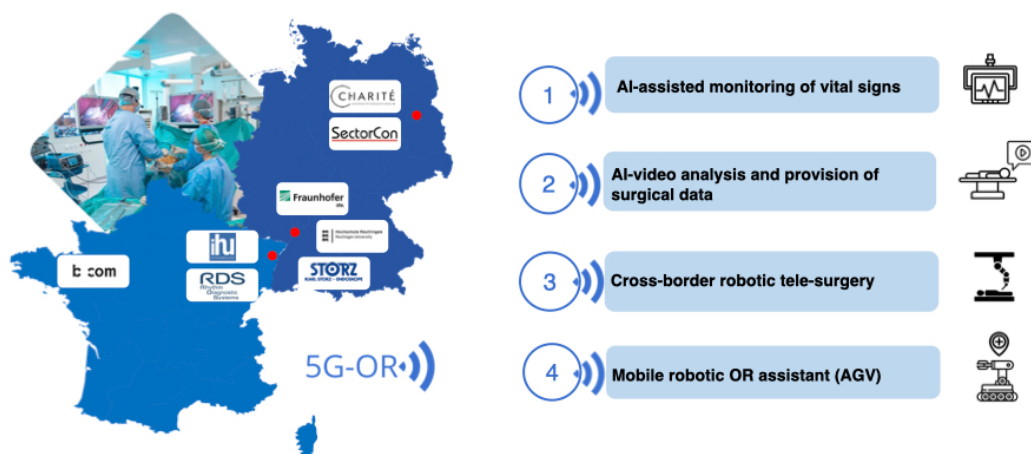 CHARITÉ
SectorCon
Fraunhofer
IPA
Hochschule Reutlingen
Reutlingen University
ihu
b<>com
RDS
Rhythm
Diagnostic
Systems
STORZ
KARL STORZ – ENDOSKOPE
5G-OR
1
AI-assisted monitoring of vital signs
2
AI-video analysis and provision of
surgical data
3
Cross-border robotic tele-surgery
4
Mobile robotic OR assistant (AGV)